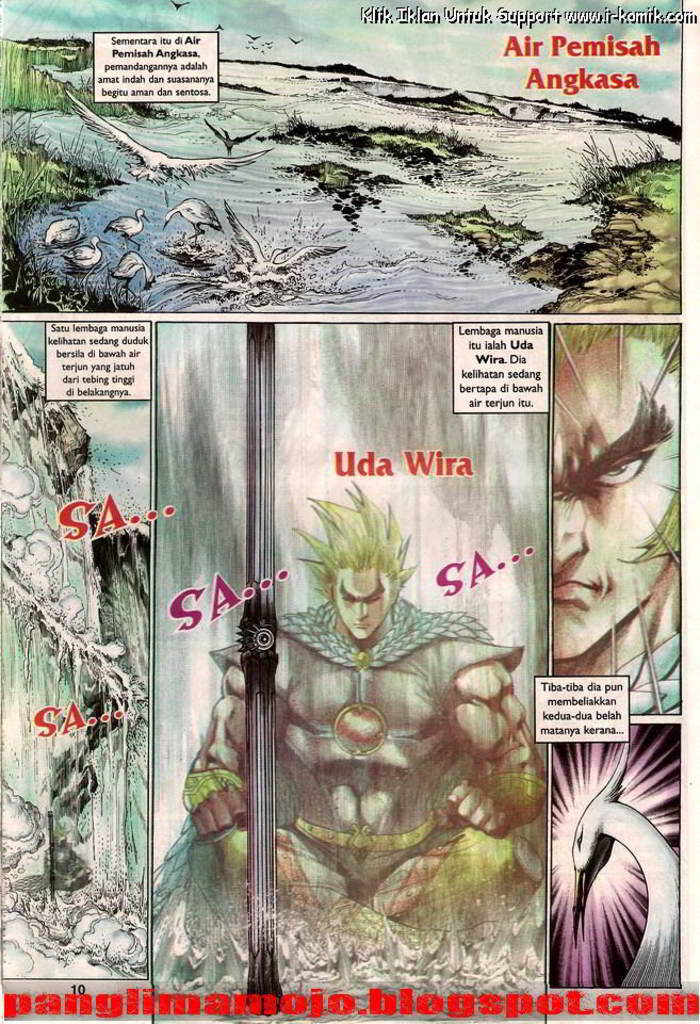 Klik Iklan Untuk Support www.i-komik.com
Sementara itu di Air
Pemisah Angkasa,
pemandangannya adalah
amat indah dan suasananya
begitu aman dan sentosa.
Air Pemisah
Angkasa
Satu lembaga manusia
kelihatan sedang duduk
bersila di bawah air
terjun yang jatuh
dari tebing tinggi
di belakangnya.
SA...
SA...
Lembaga manusia
itu ialah Uda
Wira. Dia
kelihatan sedang
bertapa di bawah
air terjun itu.
Uda Wira
SA...
SA...
Tiba-tiba dia pun
membeliakkan
kedua-dua belah
matanya kerana...
10
panglimamojo.blogspot.com